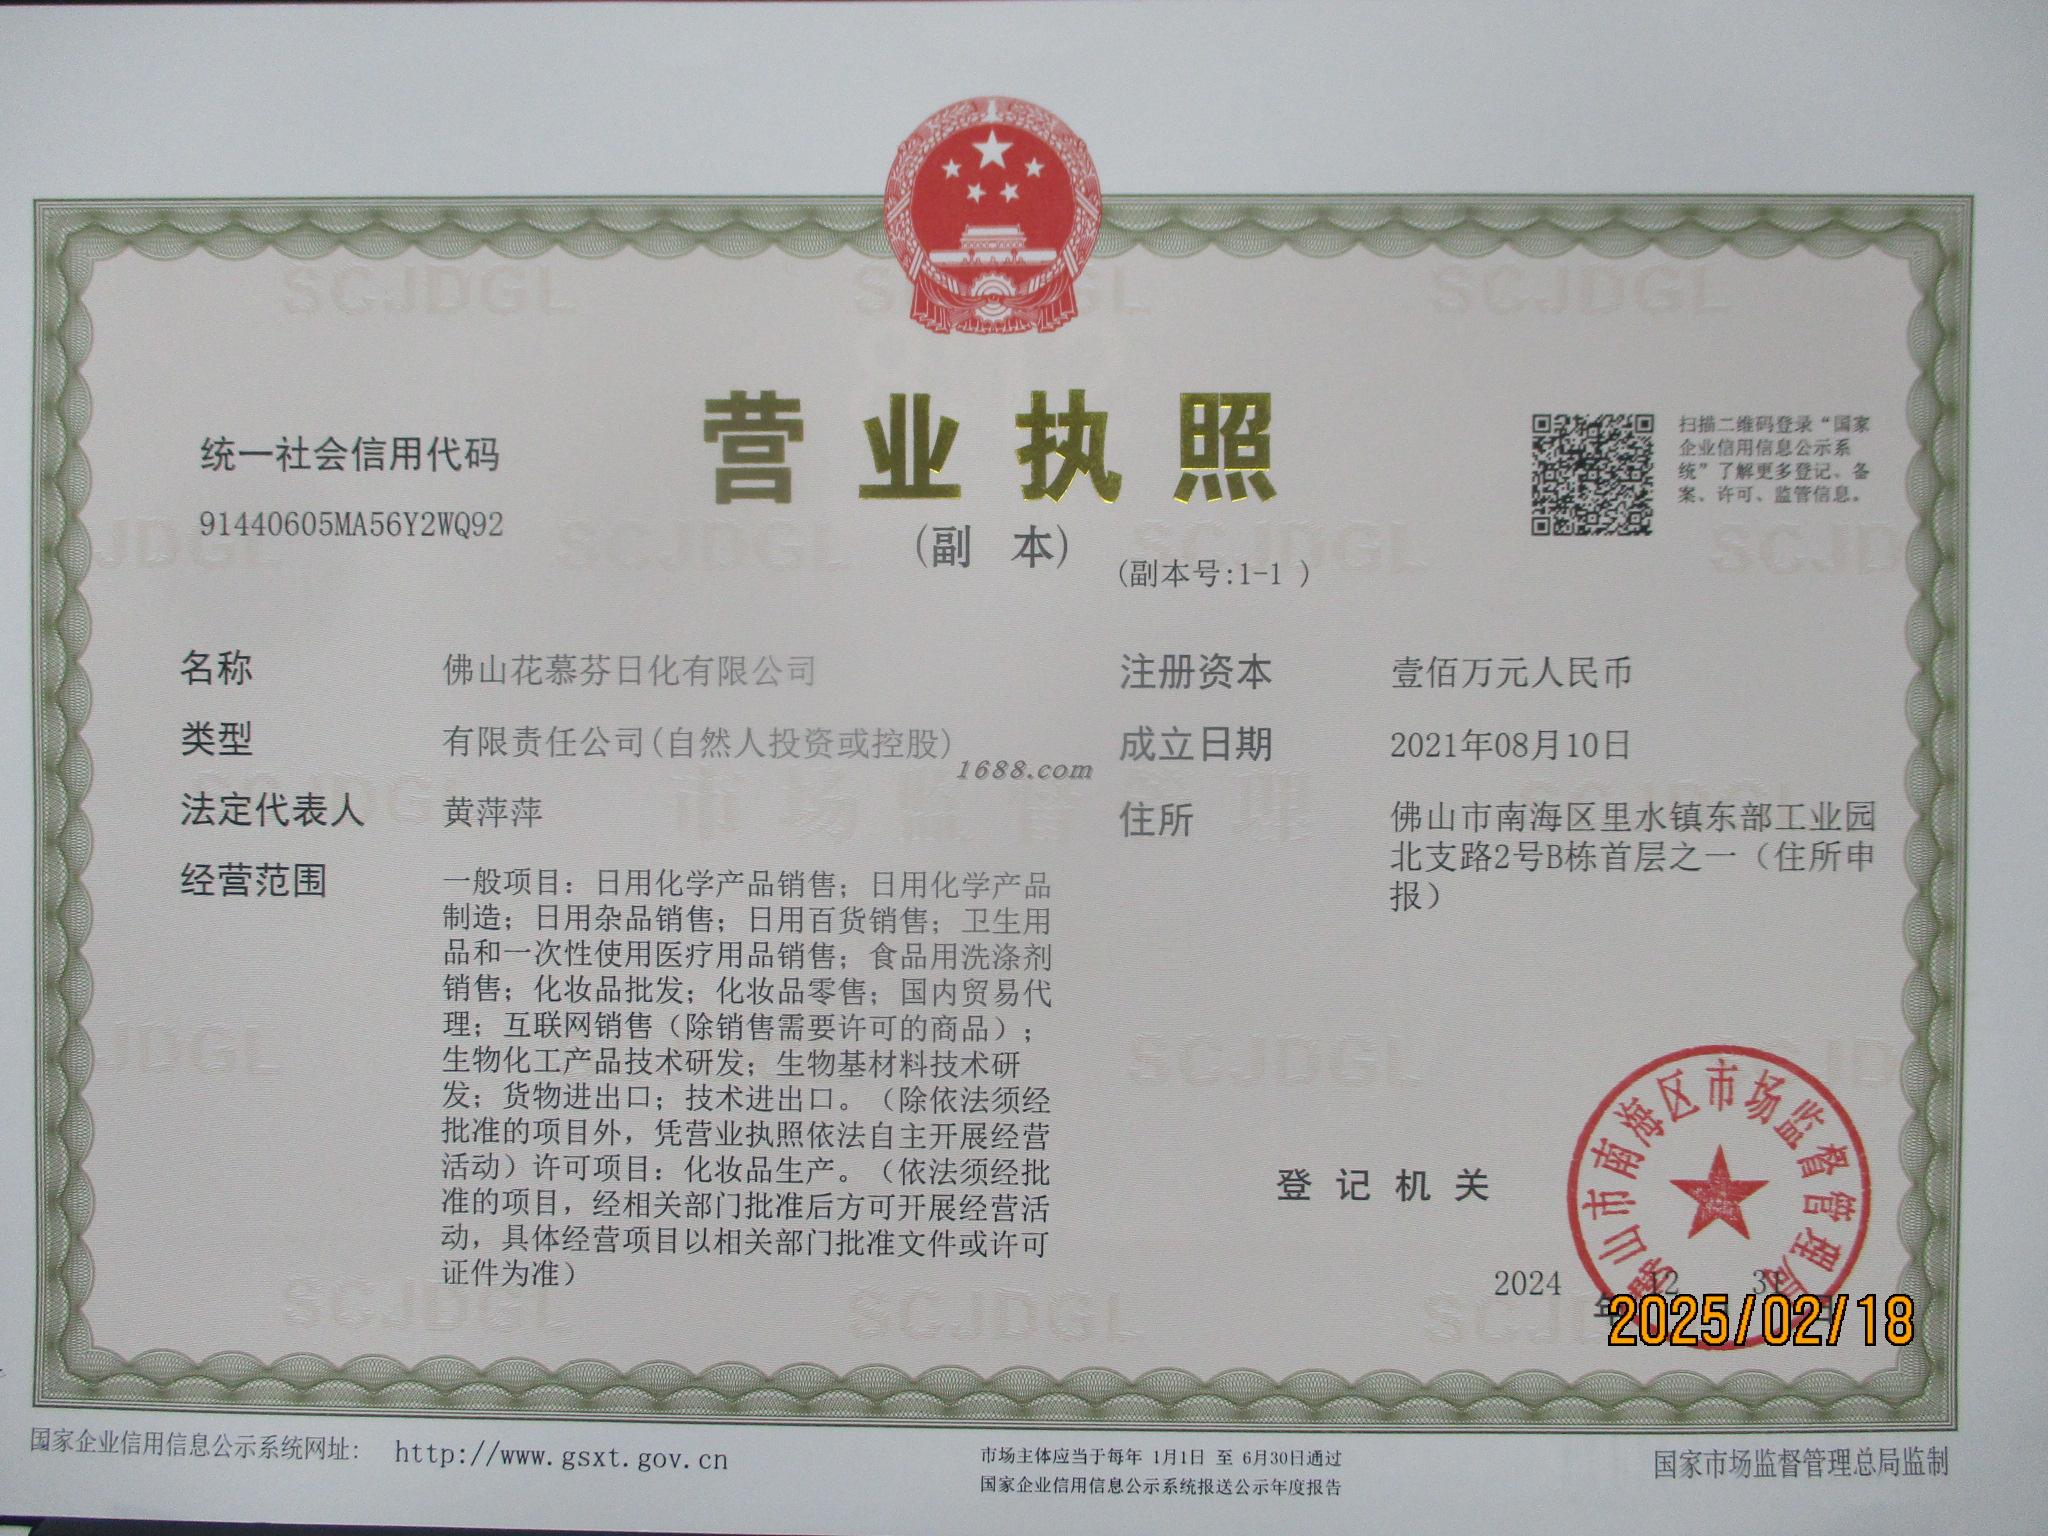 营业执照
(副 本)
(副本号:1-1 )
统一社会信用代码
91440605MA56Y2WQ92
扫描二维码登录“国家
企业信用信息公示系
统”了解更多登记、备
案、许可、监管信息。
名称 佛山花慕芬日化有限公司
类型 有限责任公司(自然人投资或控股)
法定代表人 黄萍萍
经营范围 一般项目：日用化学产品销售；日用化学产品
制造；日用杂品销售；日用百货销售；卫生用
品和一次性使用医疗用品销售；食品用洗涤剂
销售；化妆品批发；化妆品零售；国内贸易代
理；互联网销售（除销售需要许可的商品）；
生物化工产品技术研发；生物基材料技术研
发；货物进出口；技术进出口。（除依法须经
批准的项目外，凭营业执照依法自主开展经营
活动）许可项目：化妆品生产。（依法须经批
准的项目，经相关部门批准后方可开展经营活
动，具体经营项目以相关部门批准文件或许可
证件为准）
1688.com
注册资本 壹佰万元人民币
成立日期 2021年08月10日
住所 佛山市南海区里水镇东部工业园
北支路2号B栋首层之一（住所申
报）
登记机关
佛山市南海区市场监督管理局
2024 12 31
年 日
2025/02/18
国家企业信用信息公示系统网址： http://www.gsxt.gov.cn
市场主体应当于每年 1月1日 至 6月30日通过
国家企业信用信息公示系统报送公示年度报告
国家市场监督管理总局监制
SCJDGL
市场监督管理